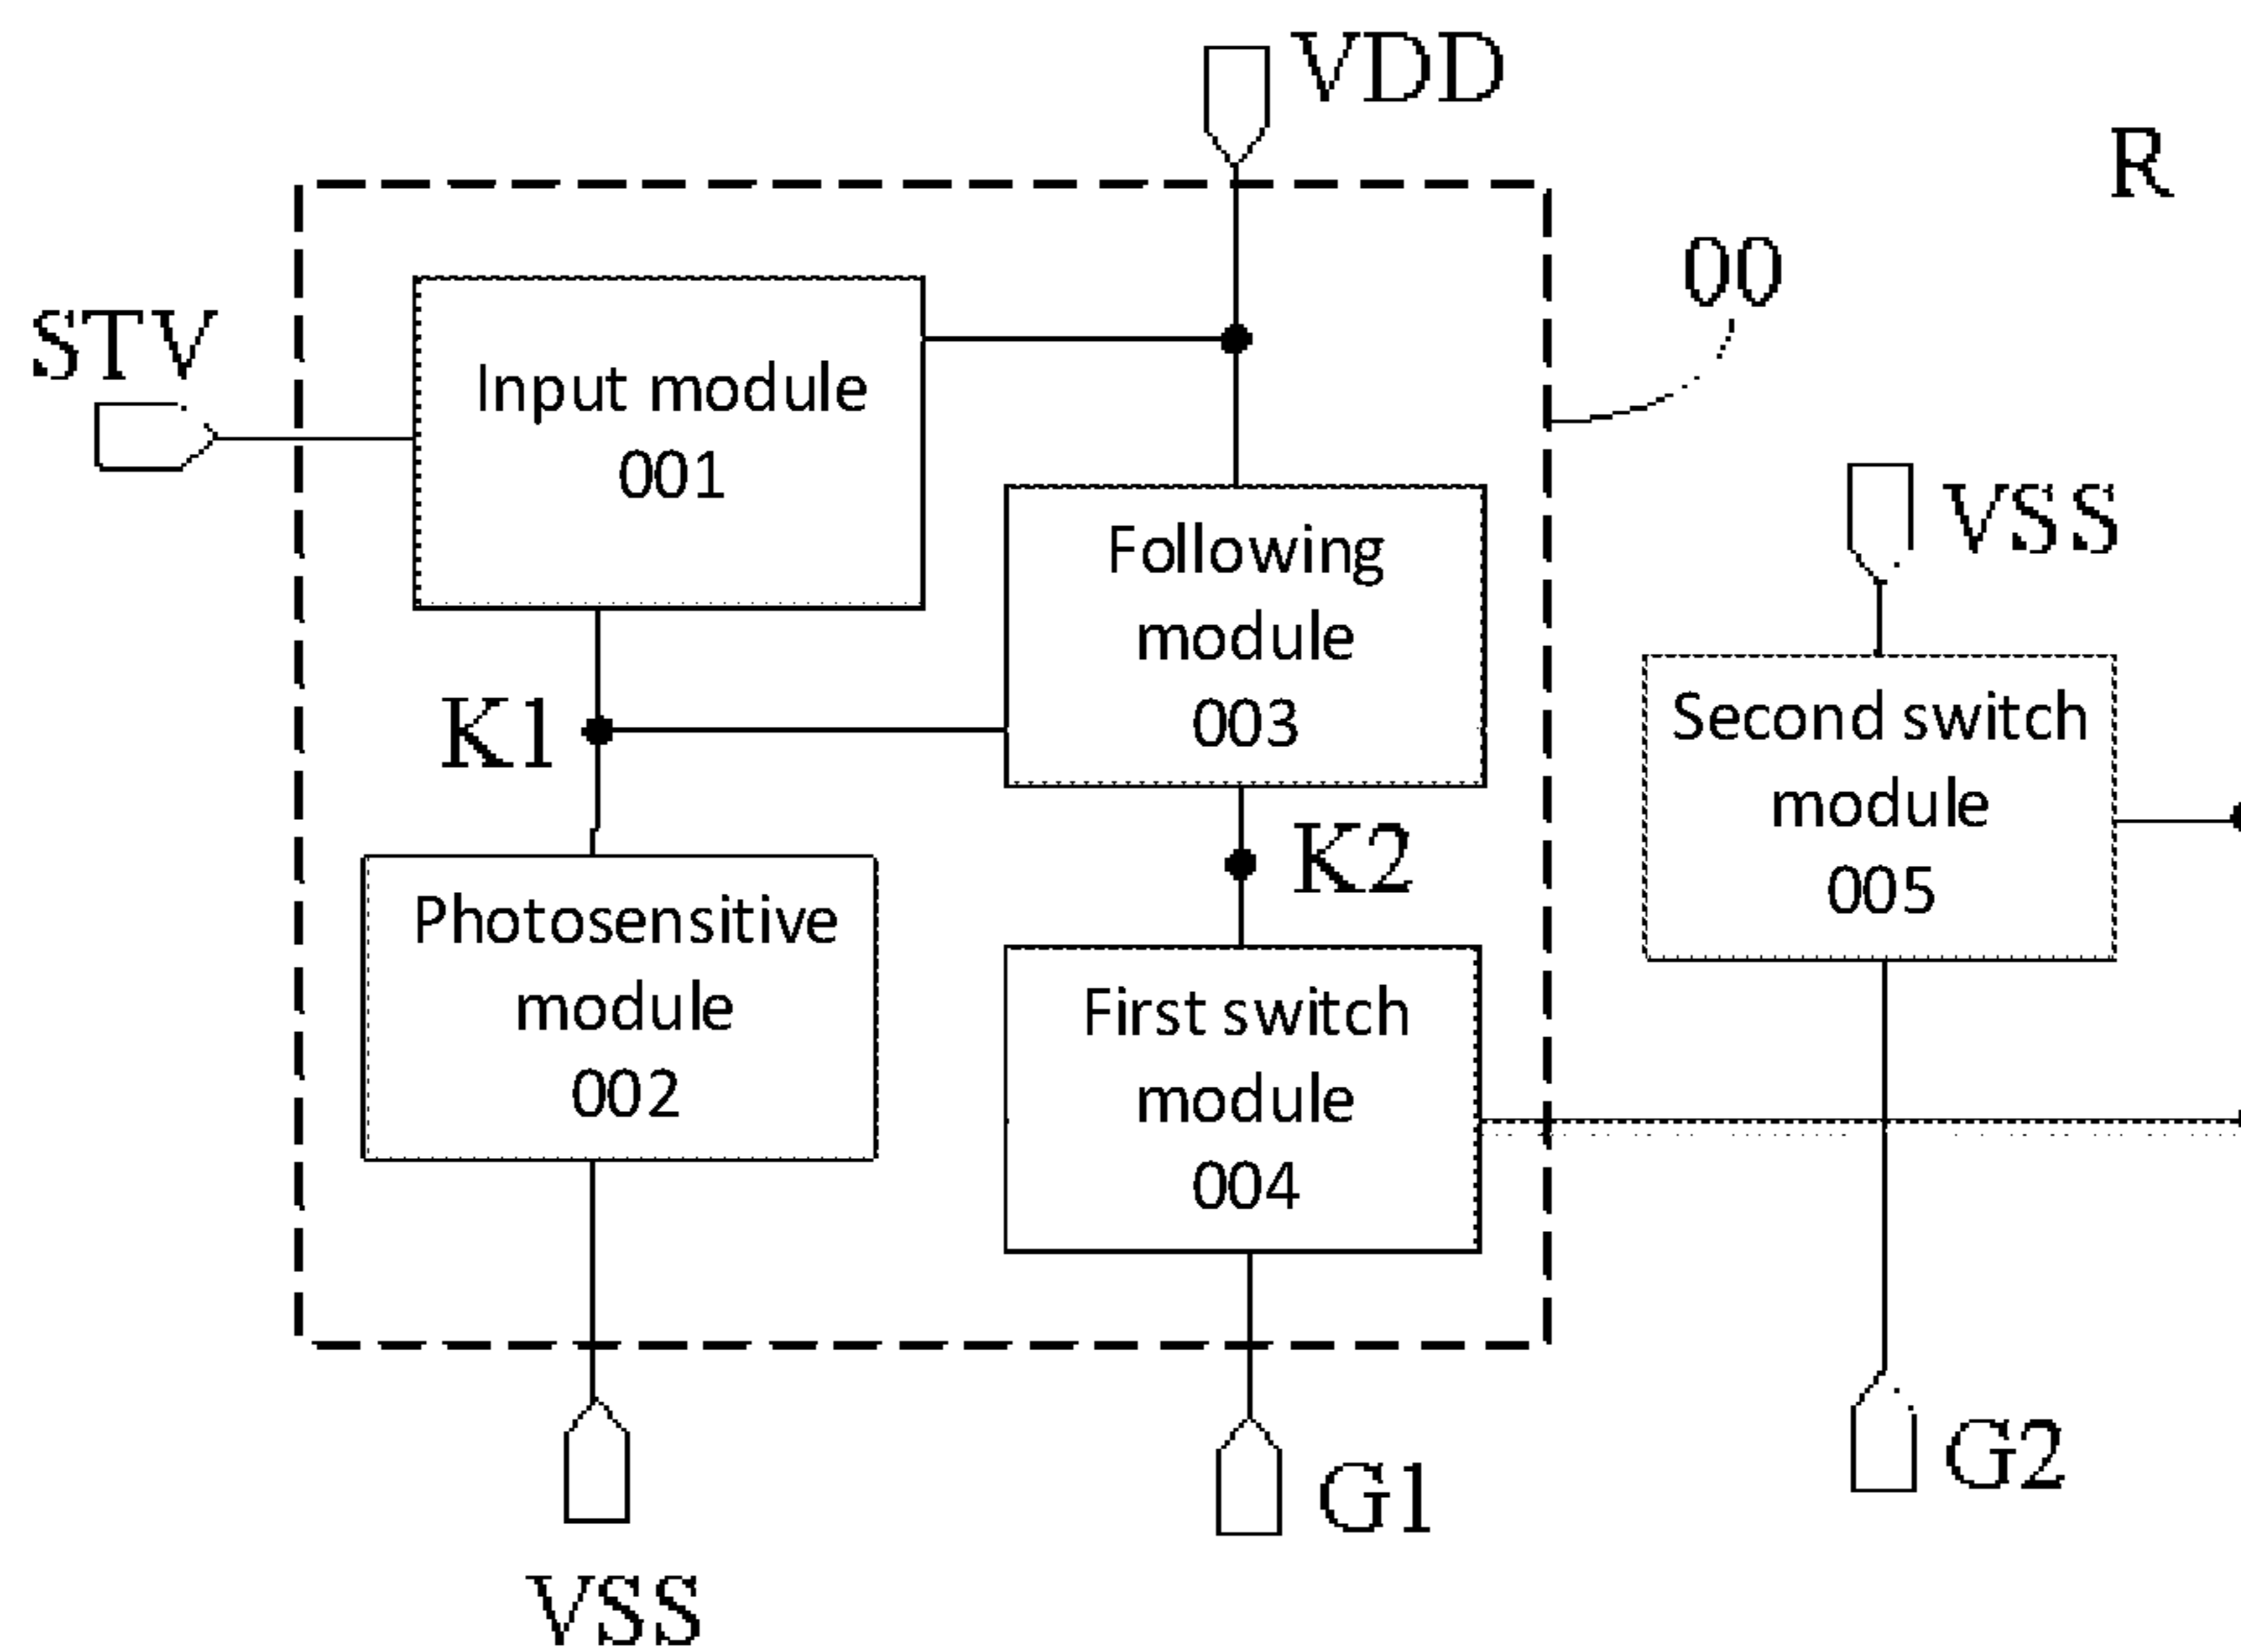 VDD
R
00
STV
Input module
001
Following
module
003
VSS
K1
Second switch
module
005
K2
Photosensitive
module
002
First switch
module
004
G1
G2
VSS